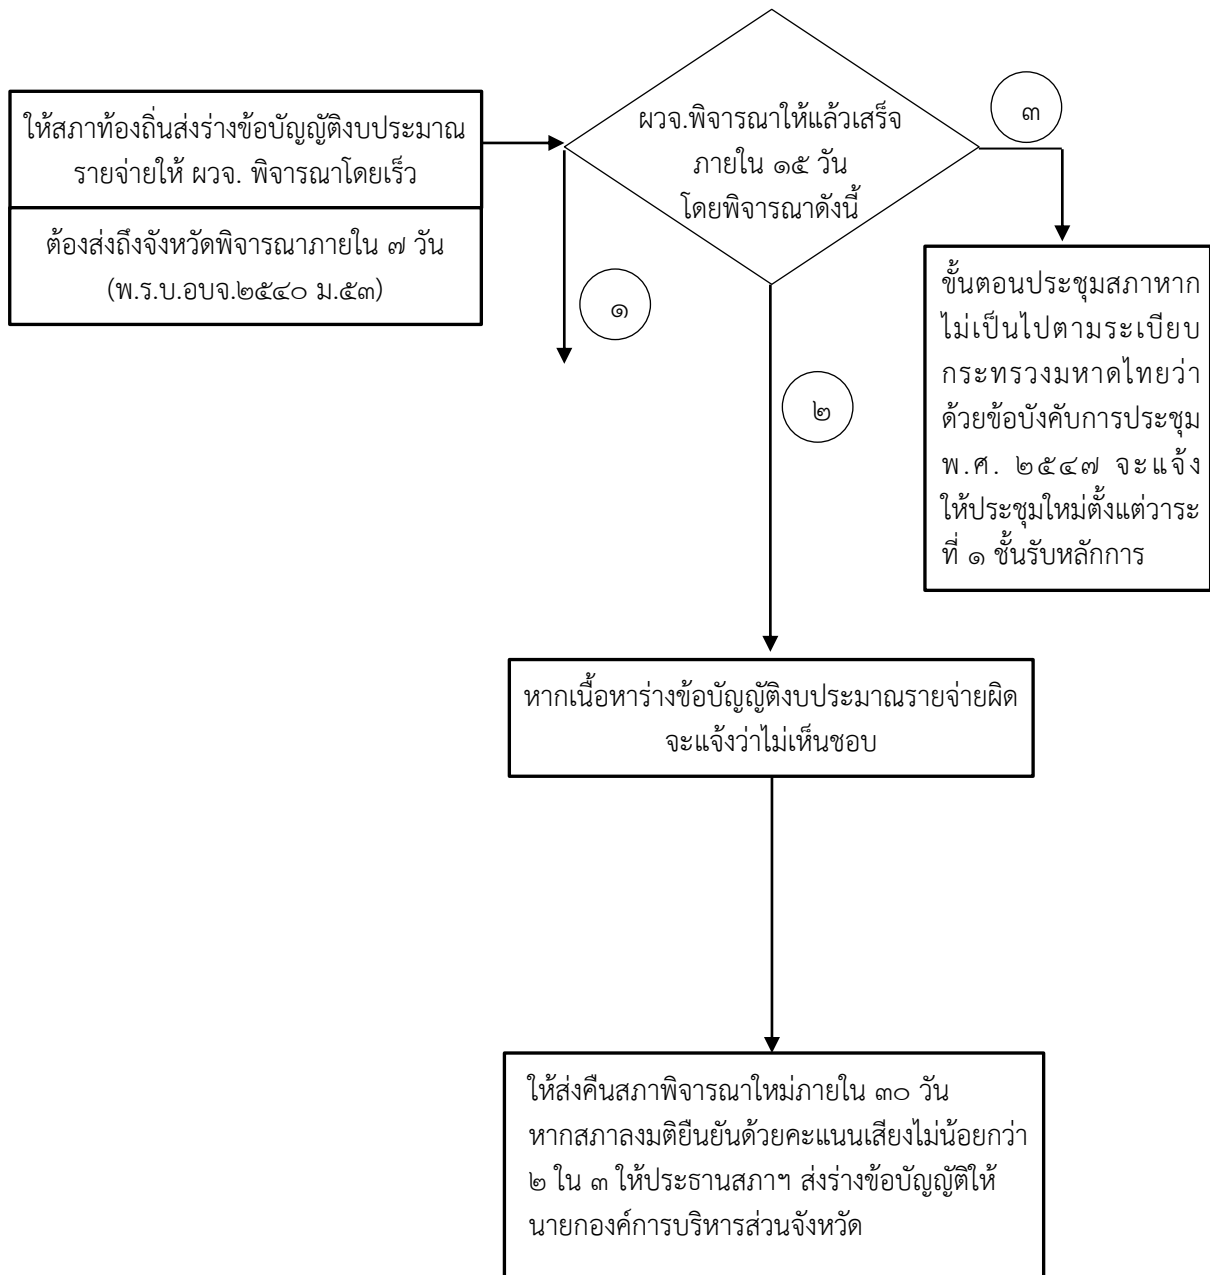 ให้สภาท้องถิ่นส่งร่างข้อบัญญัติงบประมาณ
รายจ่ายให้ ผวจ. พิจารณาโดยเร็ว
ต้องส่งถึงจังหวัดพิจารณาภายใน ๗ วัน
(พ.ร.บ.อบจ.๒๕๔๐ ม.๕๓)
ผวจ.พิจารณาให้แล้วเสร็จ
ภายใน ๑๕ วัน
โดยพิจารณาดังนี้
๓
๑
๒
ขั้นตอนประชุมสภาหาก
ไม่เป็นไปตามระเบียบ
กระทรวงมหาดไทยว่า
ด้วยข้อบังคับการประชุม
พ.ศ. ๒๕๔๗ จะแจ้ง
ให้ประชุมใหม่ตั้งแต่วาระ
ที่ ๑ ชั้นรับหลักการ
หากเนื้อหาร่างข้อบัญญัติงบประมาณรายจ่ายผิด
จะแจ้งว่าไม่เห็นชอบ
ให้ส่งคืนสภาพิจารณาใหม่ภายใน ๓๐ วัน
หากสภาลงมติยืนยันด้วยคะแนนเสียงไม่น้อยกว่า
๒ ใน ๓ ให้ประธานสภาฯ ส่งร่างข้อบัญญัติให้
นายกองค์การบริหารส่วนจังหวัด